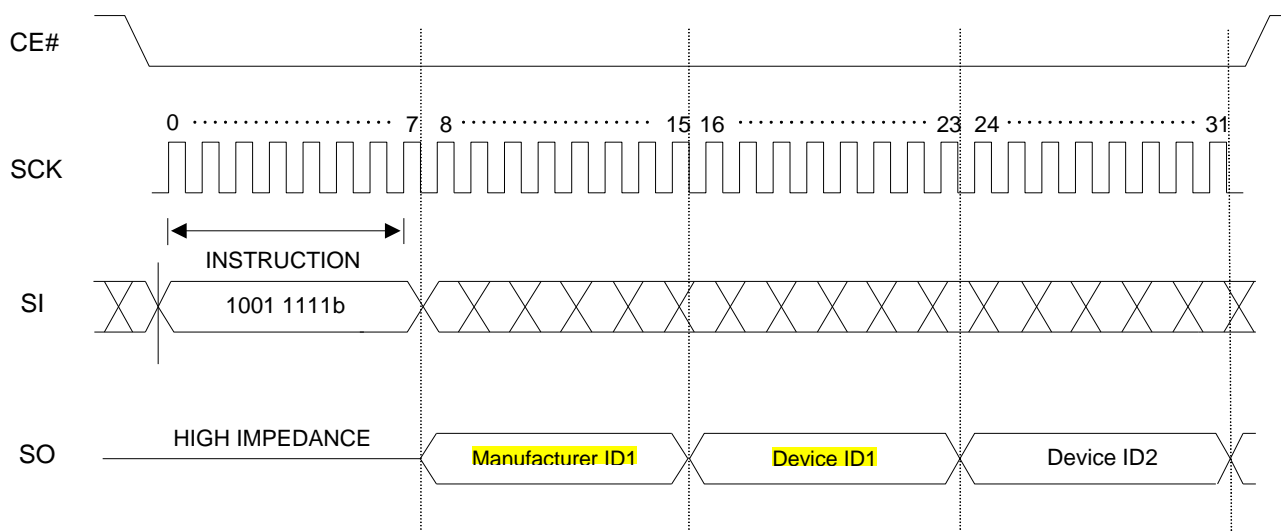 CE#
0 7 8 15 16 23 24 31
SCK
INSTRUCTION
SI
1001 1111b
HIGH IMPEDANCE
SO
Manufacturer ID1
Device ID1
Device ID2